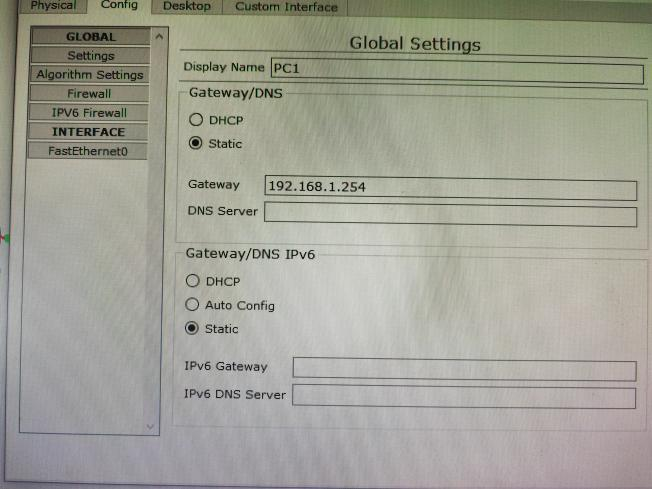 Physical Config Desktop Custom Interface
GLOBAL
Settings
Algorithm Settings
Firewall
IPV6 Firewall
INTERFACE
FastEthernet0
Global Settings
Display Name PC1
Gateway/DNS
DHCP
Static
Gateway 192.168.1.254
DNS Server
Gateway/DNS IPv6
DHCP
Auto Config
Static
IPv6 Gateway
IPv6 DNS Server